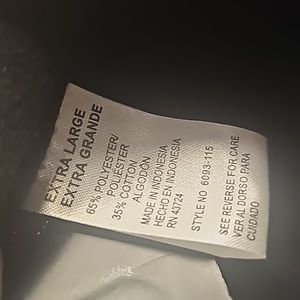 EXTRA LARGE
EXTRA GRANDE
65% POLYESTER/
POLIESTER
35% COTTON
ALGODÓN
MADE IN INDONESIA
HECHO EN INDONESIA
RN 43724
STYLE NO 6093-115
SEE REVERSE FOR CARE
VER AL DORSO PARA
CUIDADO